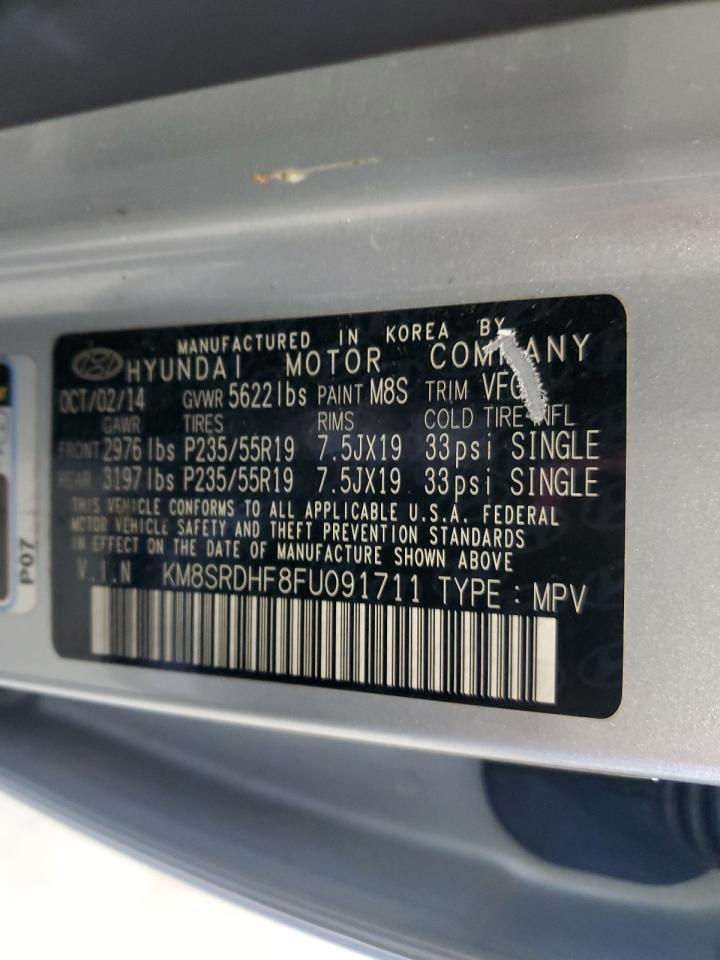 MANUFACTURED IN KOREA BY
HYUNDAI MOTOR COMPANY
OCT/02/14 GVWR 5622lbs PAINT M8S TRIM
GAWR TIRES RIMS COLD TIRE INFL
FRONT 2976 lbs P235/55R19 7.5JX19 33psi SINGLE
REAR 3197lbs P235/55R19 7.5JX19 33psi SINGLE
THIS VEHICLE CONFORMS TO ALL APPLICABLE U.S.A. FEDERAL
MOTOR VEHICLE SAFETY AND THEFT PREVENTION STANDARDS
IN EFFECT ON THE DATE OF MANUFACTURE SHOWN ABOVE
V.I.N KM8SRDHF8FU091711 TYPE : MPV
P07